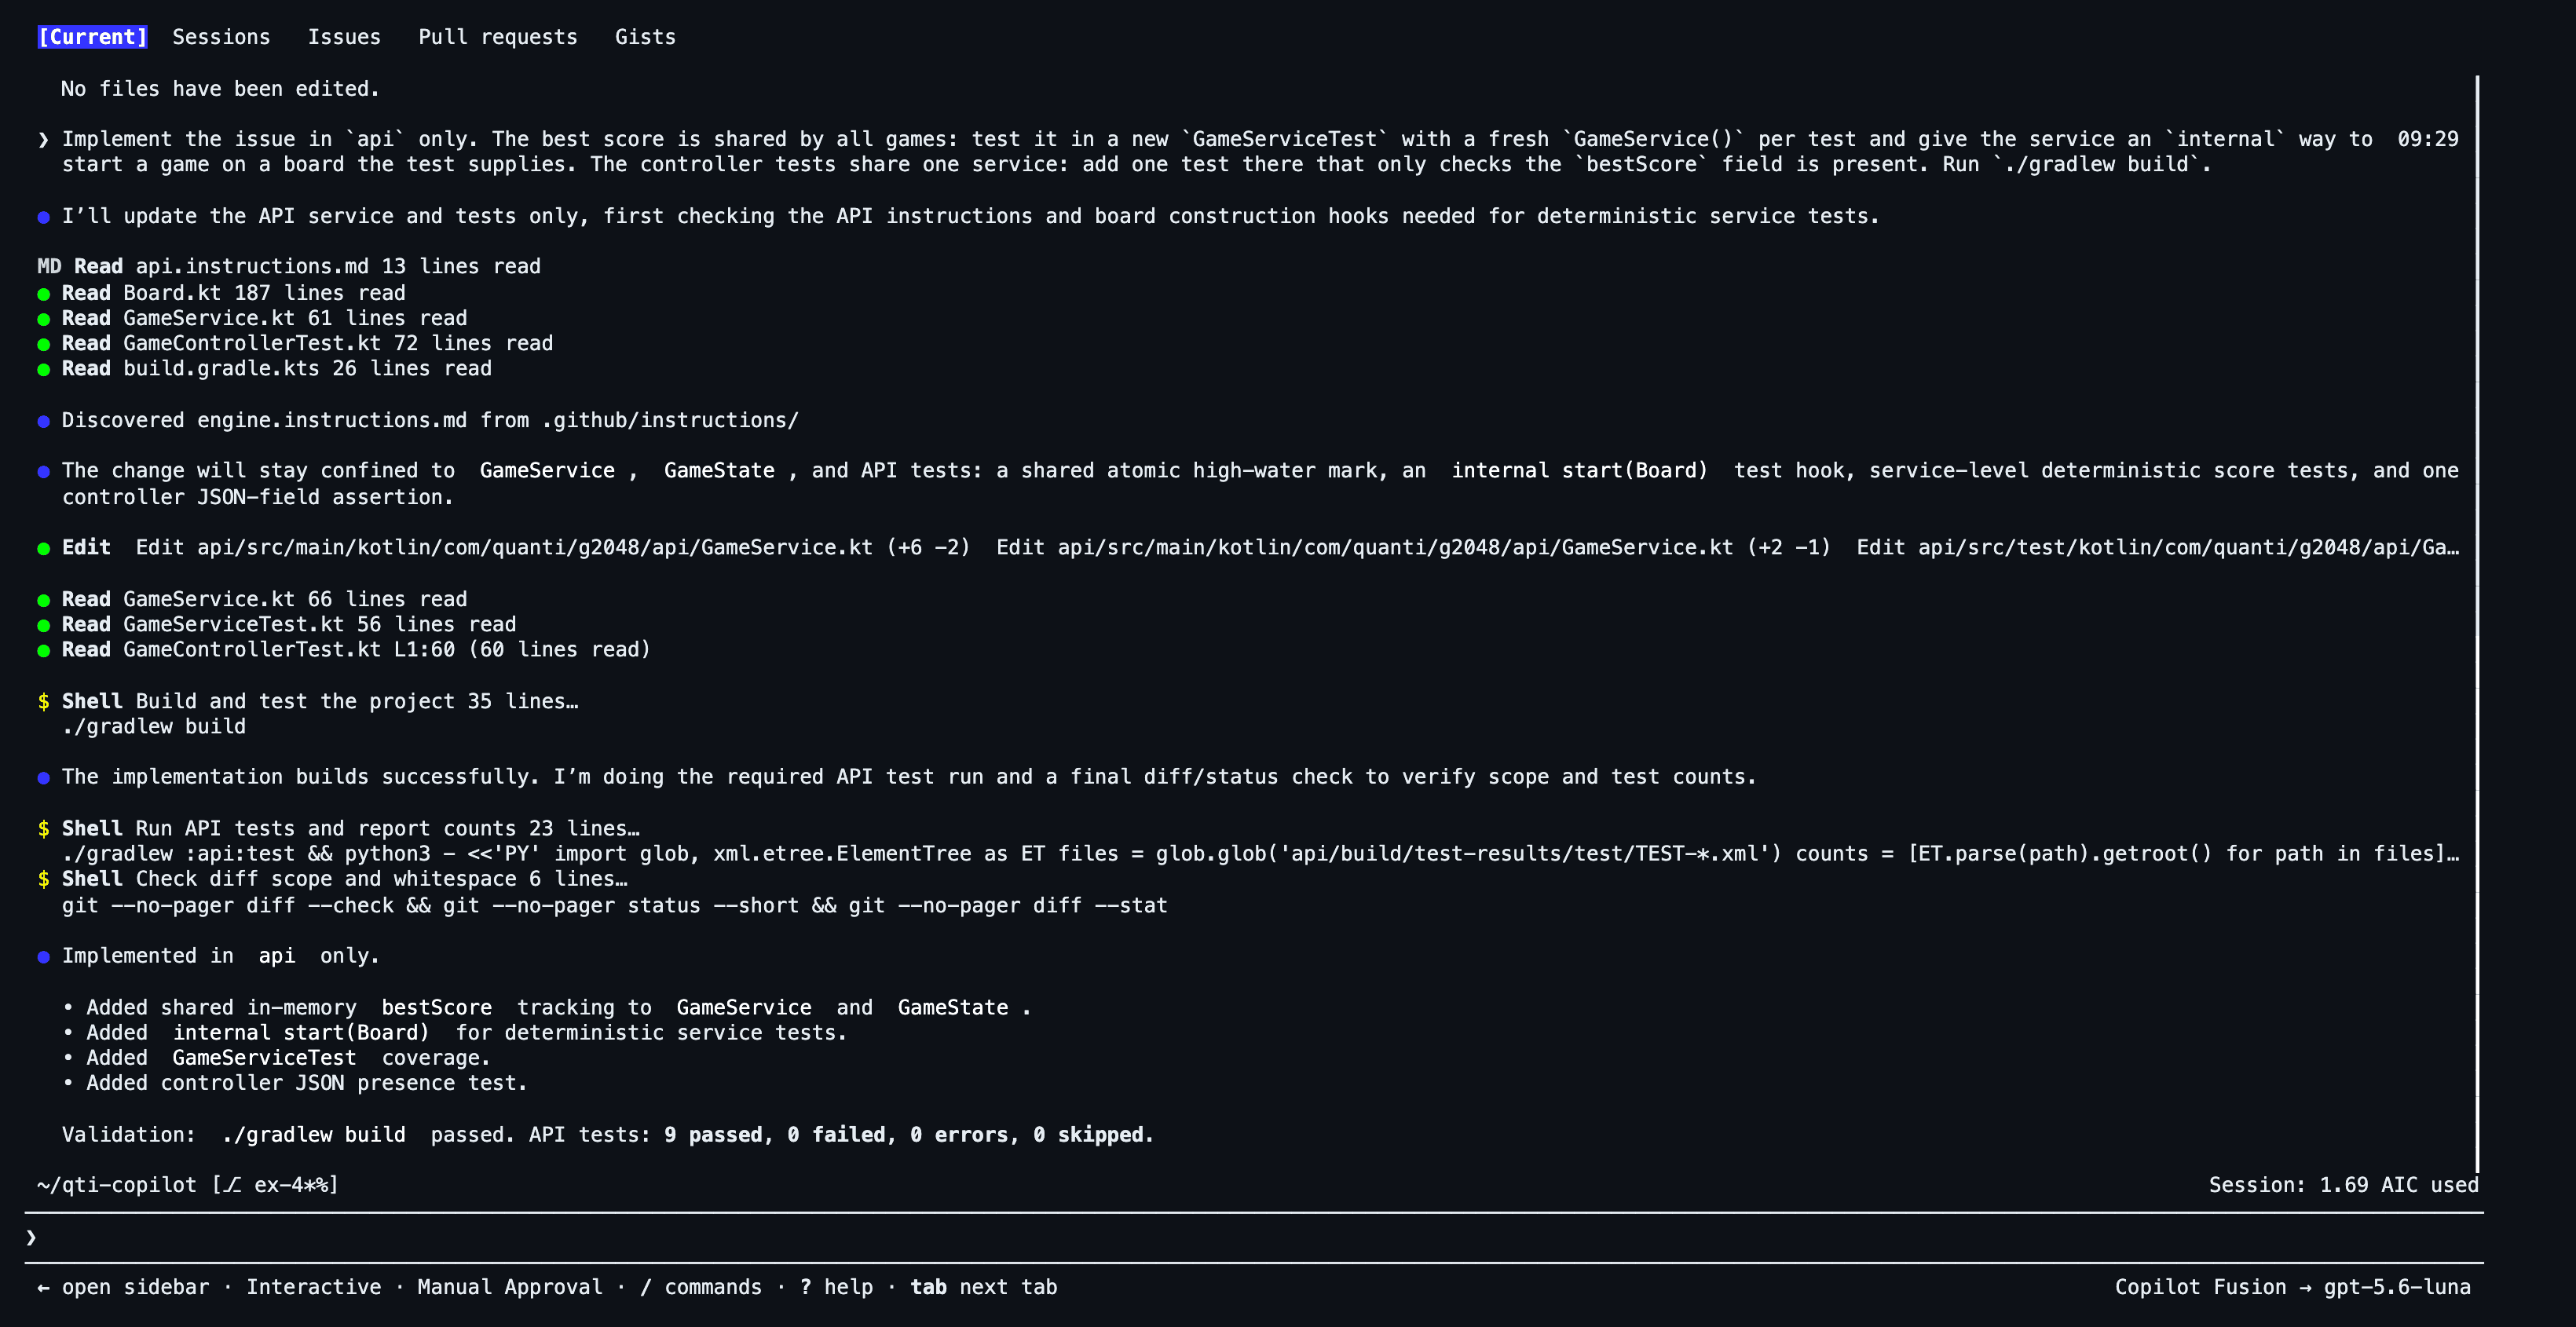 [Current] Sessions Issues Pull requests Gists
No files have been edited.
❯ Implement the issue in `api` only. The best score is shared by all games: test it in a new `GameServiceTest` with a fresh `GameService()` per test and give the service an `internal` way to 09:29
start a game on a board the test supplies. The controller tests share one service: add one test there that only checks the `bestScore` field is present. Run `./gradlew build`.
● I’ll update the API service and tests only, first checking the API instructions and board construction hooks needed for deterministic service tests.
MD Read api.instructions.md 13 lines read
● Read Board.kt 187 lines read
● Read GameService.kt 61 lines read
● Read GameControllerTest.kt 72 lines read
● Read build.gradle.kts 26 lines read
● Discovered engine.instructions.md from .github/instructions/
● The change will stay confined to GameService , GameState , and API tests: a shared atomic high-water mark, an internal start(Board) test hook, service-level deterministic score tests, and one
controller JSON-field assertion.
● Edit Edit api/src/main/kotlin/com/quanti/g2048/api/GameService.kt (+6 -2) Edit api/src/main/kotlin/com/quanti/g2048/api/GameService.kt (+2 -1) Edit api/src/test/kotlin/com/quanti/g2048/api/Ga…
● Read GameService.kt 66 lines read
● Read GameServiceTest.kt 56 lines read
● Read GameControllerTest.kt L1:60 (60 lines read)
$ Shell Build and test the project 35 lines…
./gradlew build
● The implementation builds successfully. I’m doing the required API test run and a final diff/status check to verify scope and test counts.
$ Shell Run API tests and report counts 23 lines…
./gradlew :api:test && python3 - <<'PY' import glob, xml.etree.ElementTree as ET files = glob.glob('api/build/test-results/test/TEST-*.xml') counts = [ET.parse(path).getroot() for path in files]…
$ Shell Check diff scope and whitespace 6 lines…
git --no-pager diff --check && git --no-pager status --short && git --no-pager diff --stat
● Implemented in api only.
• Added shared in-memory bestScore tracking to GameService and GameState .
• Added internal start(Board) for deterministic service tests.
• Added GameServiceTest coverage.
• Added controller JSON presence test.
Validation: ./gradlew build passed. API tests: 9 passed, 0 failed, 0 errors, 0 skipped.
~/qti-copilot [⎇ ex-4*%] Session: 1.69 AIC used
❯
← open sidebar · Interactive · Manual Approval · / commands · ? help · tab next tab Copilot Fusion → gpt-5.6-luna